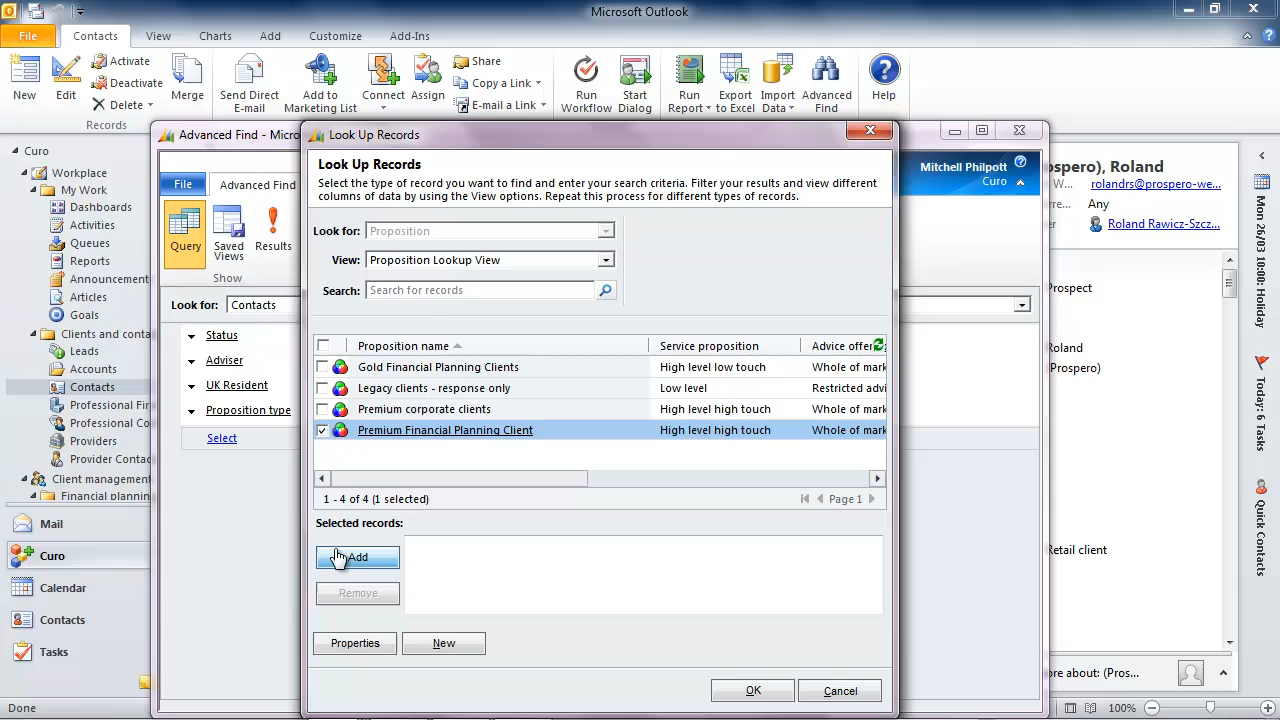 Microsoft Outlook
File
Contacts
View
Charts
Add
Customize
Add-Ins
New
Edit
Activate
Deactivate
Delete
Merge
Send Direct
E-mail
Add to
Marketing List
Connect
Assign
Share
Copy a Link
E-mail a Link
Run
Workflow
Start
Dialog
Run
Report
Export
to Excel
Import
Data
Advanced
Find
Help
Records
Curo
Workplace
My Work
Dashboards
Activities
Queues
Reports
Announcement
Articles
Goals
Clients and conta
Leads
Accounts
Contacts
Professional Fir
Professional Co
Providers
Provider Contac
Client management
Financial planning
Mail
Curo
Calendar
Contacts
Tasks
Done
Advanced Find - Micro
File
Advanced Find
Query
Saved
Views
Results
Show
Look for:
Contacts
Status
Adviser
UK Resident
Proposition type
Select
Mitchell Philpott
Curo
Look Up Records
Look Up Records
Select the type of record you want to find and enter your search criteria. Filter your results and view different
columns of data by using the View options. Repeat this process for different types of records.
Look for:
Proposition
View:
Proposition Lookup View
Search:
Search for records
Proposition name
Service proposition
Advice offer
Gold Financial Planning Clients
High level low touch
Whole of mark
Legacy clients - response only
Low level
Restricted advi
Premium corporate clients
High level high touch
Whole of mark
Premium Financial Planning Client
High level high touch
Whole of mark
1 - 4 of 4 (1 selected)
Page 1
Selected records:
Add
Remove
Properties
New
OK
Cancel
ospero), Roland
W...
rolandrs@prospero-we...
rre...
Any
er
Roland Rawicz-Szcz...
Prospect
Roland
Prospero)
Retail client
ore about: (Pros...
Mon 26/03 10:00: Holiday
Today: 6 Tasks
Quick Contacts
100%